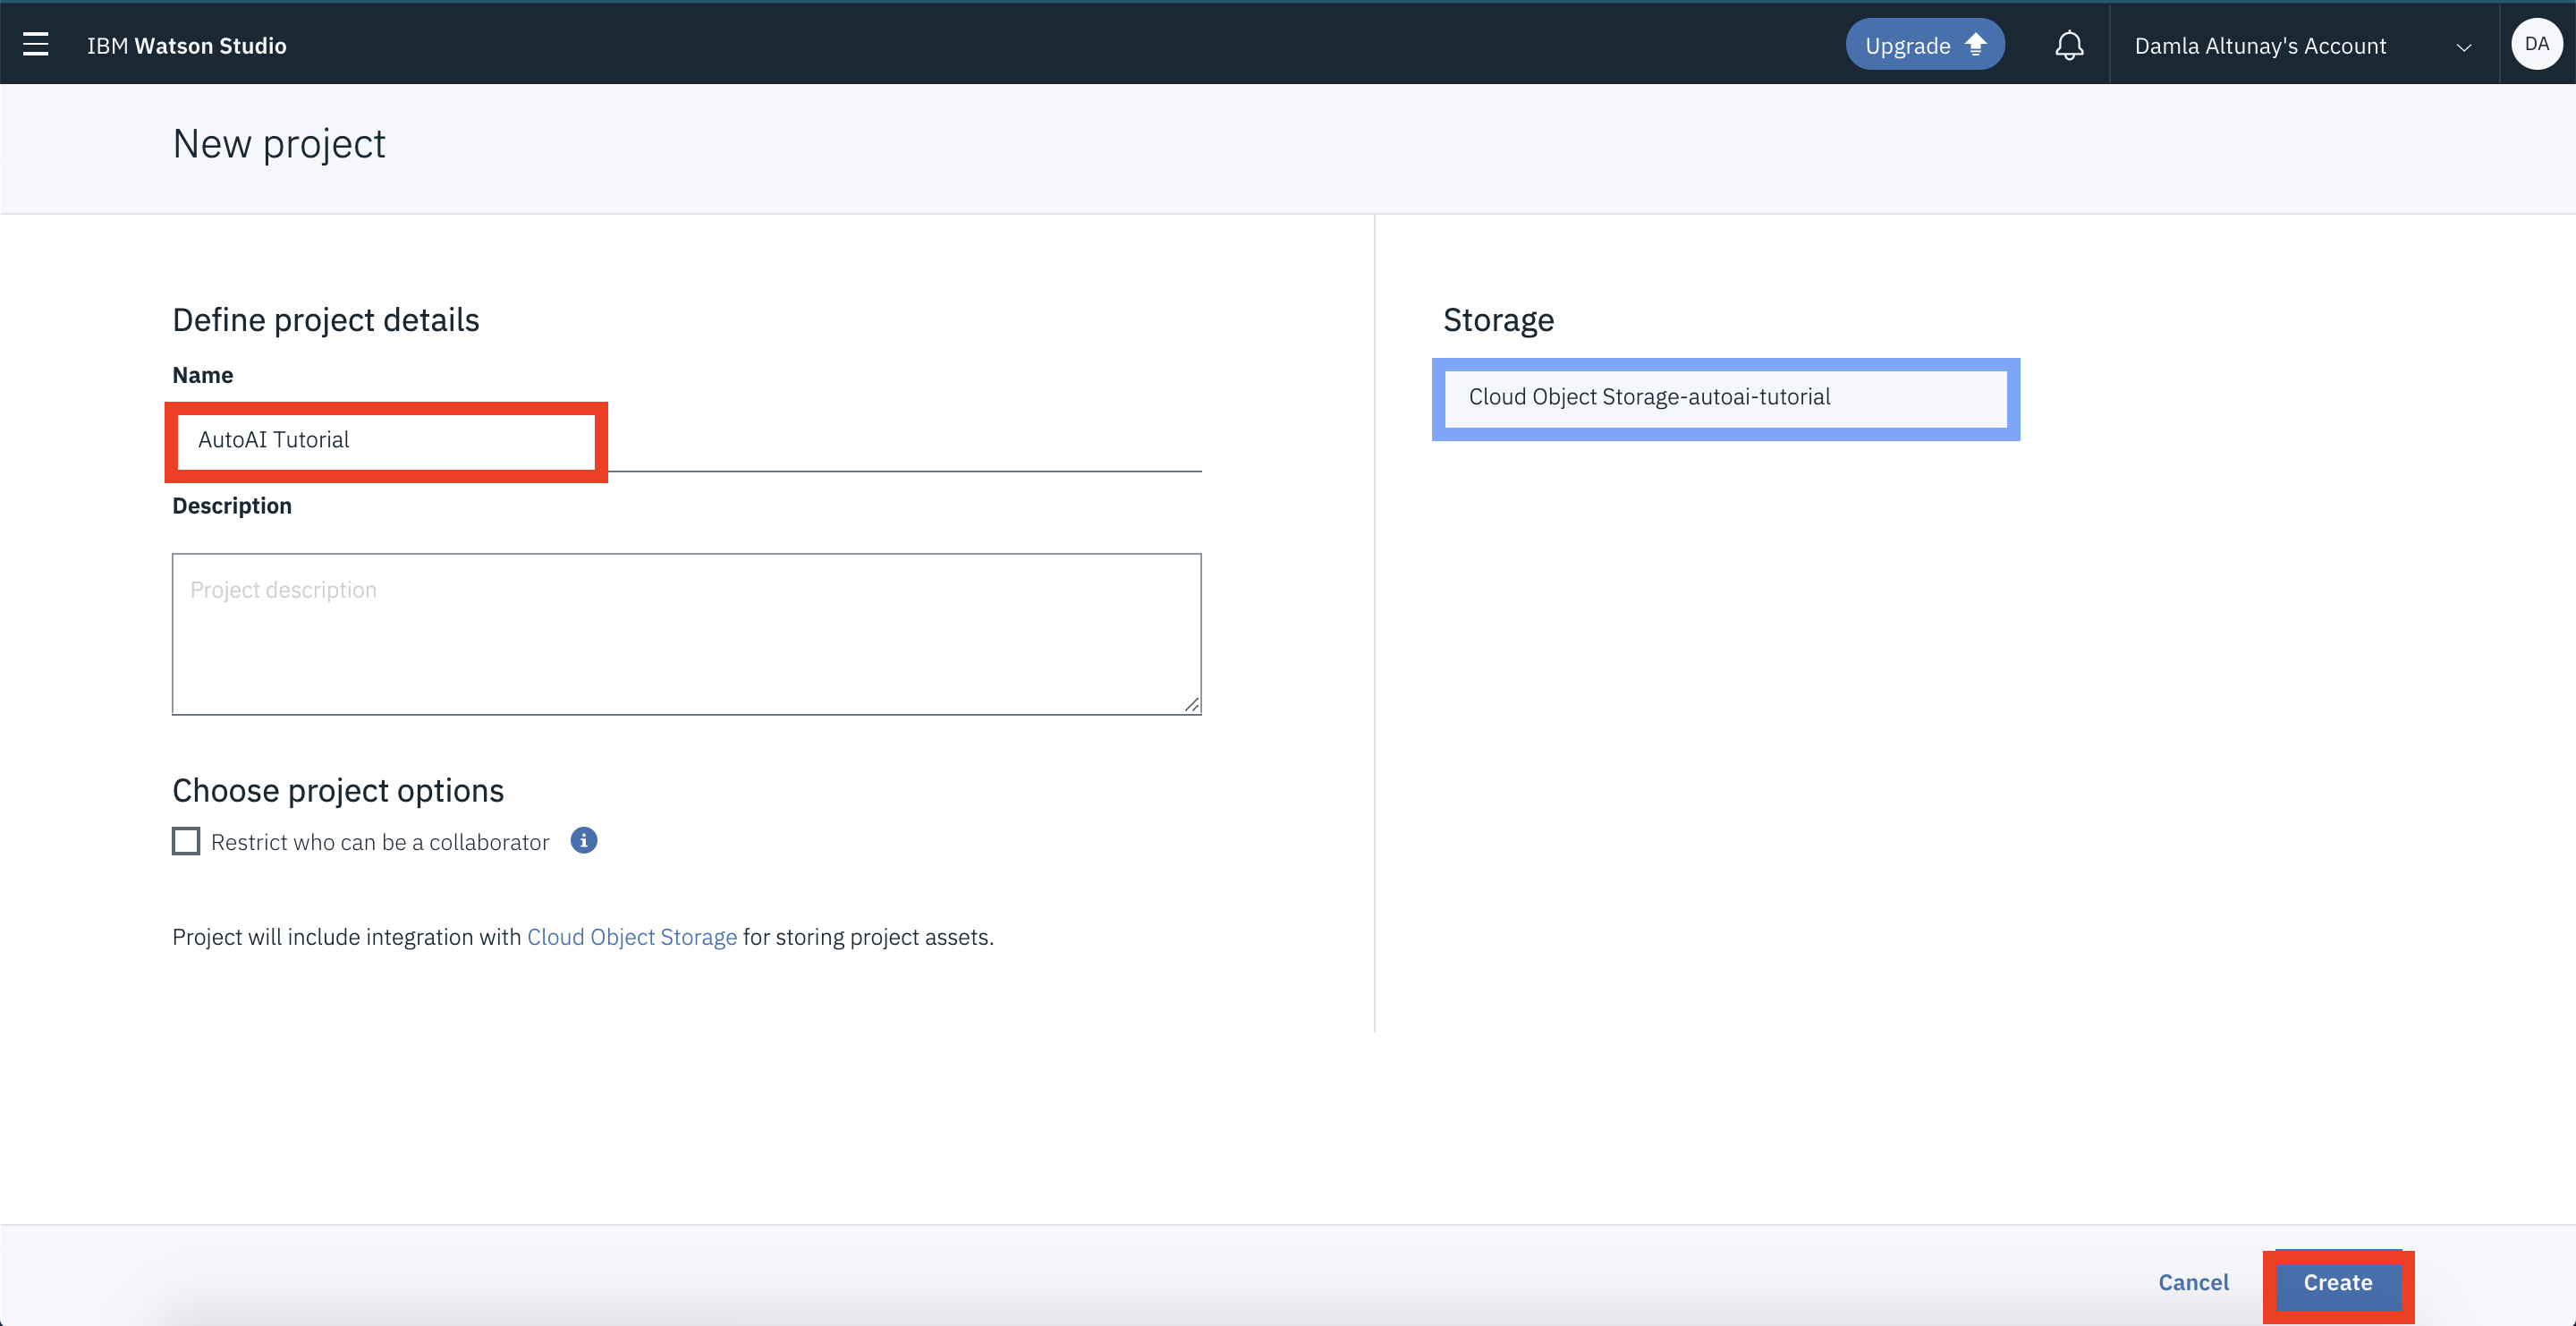 IBM Watson Studio
Upgrade
Damla Altunay's Account
DA
New project
Define project details
Name
AutoAI Tutorial
Description
Project description
Choose project options
Restrict who can be a collaborator
Project will include integration with Cloud Object Storage for storing project assets.
Storage
Cloud Object Storage-autoai-tutorial
Cancel
Create